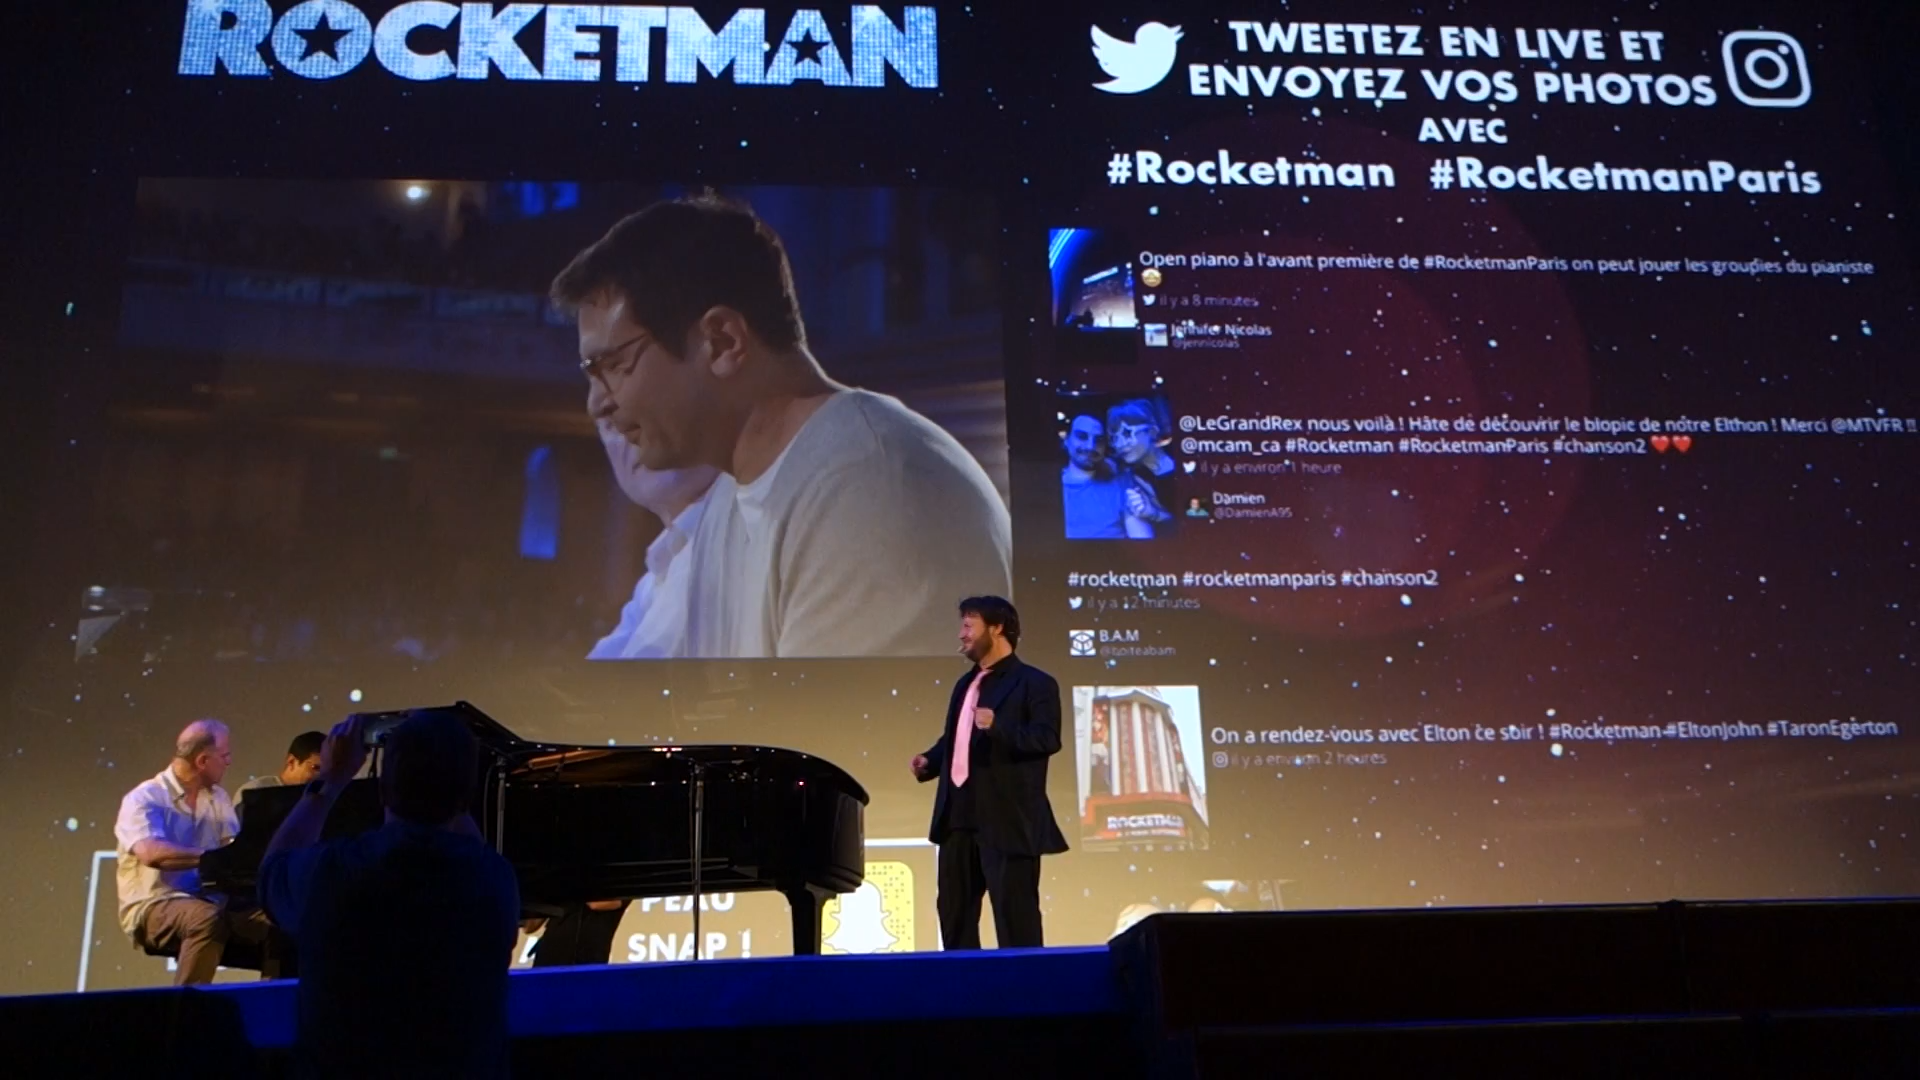 ROCKETMAN
TWEETEZ EN LIVE ET
ENVOYEZ VOS PHOTOS
AVEC
#Rocketman #RocketmanParis
Open piano à l'avant première de #RocketmanParis on peut jouer les groupies du pianiste
il y a 8 minutes
Jennifer Nicolas
@jennicolas
@LeGrandRex nous voilà ! Hâte de découvrir le biopic de notre Elthon ! Merci @MTVFR !!
@mcam_ca #Rocketman #RocketmanParis #chanson2
il y a environ 1 heure
Damien
@DamienA95
#rocketman #rocketmanparis #chanson2
il y a 12 minutes
B.A.M
@boiteabam
On a rendez-vous avec Elton ce soir ! #Rocketman #EltonJohn #TaronEgerton
il y a environ 2 heures
ROCKETMAN
PEAU
SNAP !